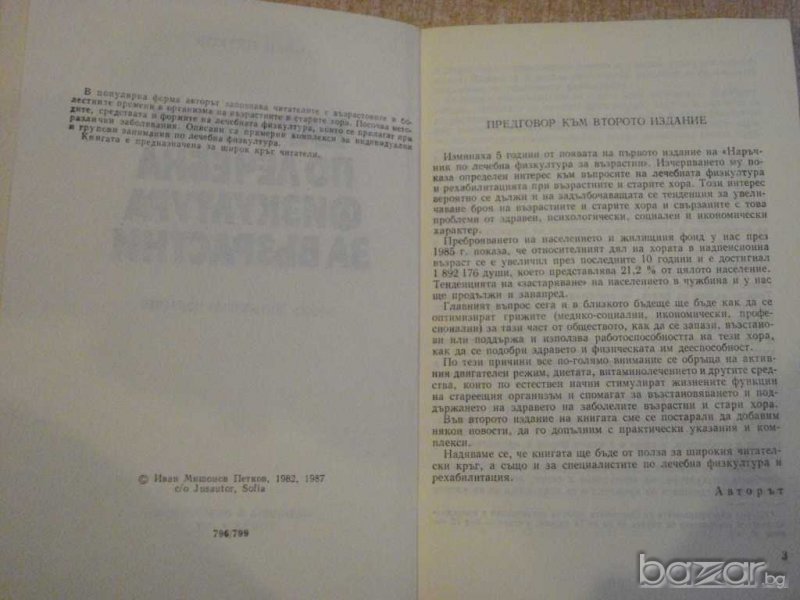 В популярна форма авторът запознава читателите с възрастовите и бо-
лестните промени в организма на възрастните и старите хора. Посочва мето-
дите, средствата и формите на лечебната физкултура, които се прилагат при
различни заболявания. Описани са примерни комплекси за индивидуални
и групови занимания по лечебна физкултура.
Книгата е предназначена за широк кръг читатели.
© Иван Мишонов Петков, 1982, 1987
c/o Jusautor, Sofia
796/799
ПРЕДГОВОР КЪМ ВТОРОТО ИЗДАНИЕ
Изминаха 5 години от появата на първото издание на «Наръч-
ник по лечебна физкултура за възрастни». Изчерпването му по-
каза определен интерес към въпросите на лечебната физкултура
и рехабилитацията при възрастните и старите хора. Този интерес
вероятно се дължи и на задълбочаващата се тенденция за увели-
чаване броя на възрастните и старите хора и свързаните с това
проблеми от здравен, психологически, социален и икономически
характер.
Преброяването на населението и жилищния фонд у нас през
1985 г. показа, че относителният дял на хората в надпенсионна
възраст се е увеличил през последните 10 години и е достигнал
1 892 176 души, което представлява 21,2 % от цялото население.
Тенденцията на «застаряване» на населението в чужбина и у нас
ще продължи и занапред.
Главният въпрос сега и в близкото бъдеще ще бъде как да се
оптимизират грижите (медико-социални, икономически, профе-
сионални) за тази част от обществото, как да се запази, възстано-
ви или поддържа и използва работоспособността на тези хора,
как да се подобри здравето и физическата им дееспособност.
По тези причини все по-голямо внимание се обръща на актив-
ния двигателен режим, диетата, витаминолечението и другите сред-
ства, които по естествен начин стимулират жизнените функции
на стареещия организъм и спомагат за възстановяването и под-
държането на здравето на заболелите възрастни и стари хора.
Във второто издание на книгата сме се постарали да добавим
някои новости, да го допълним с практически указания и ком-
плекси.
Надяваме се, че книгата ще бъде от полза за широкия читател-
ски кръг, а също и за специалистите по лечебна физкултура и
рехабилитация.
Авторът
3
bazar.bg